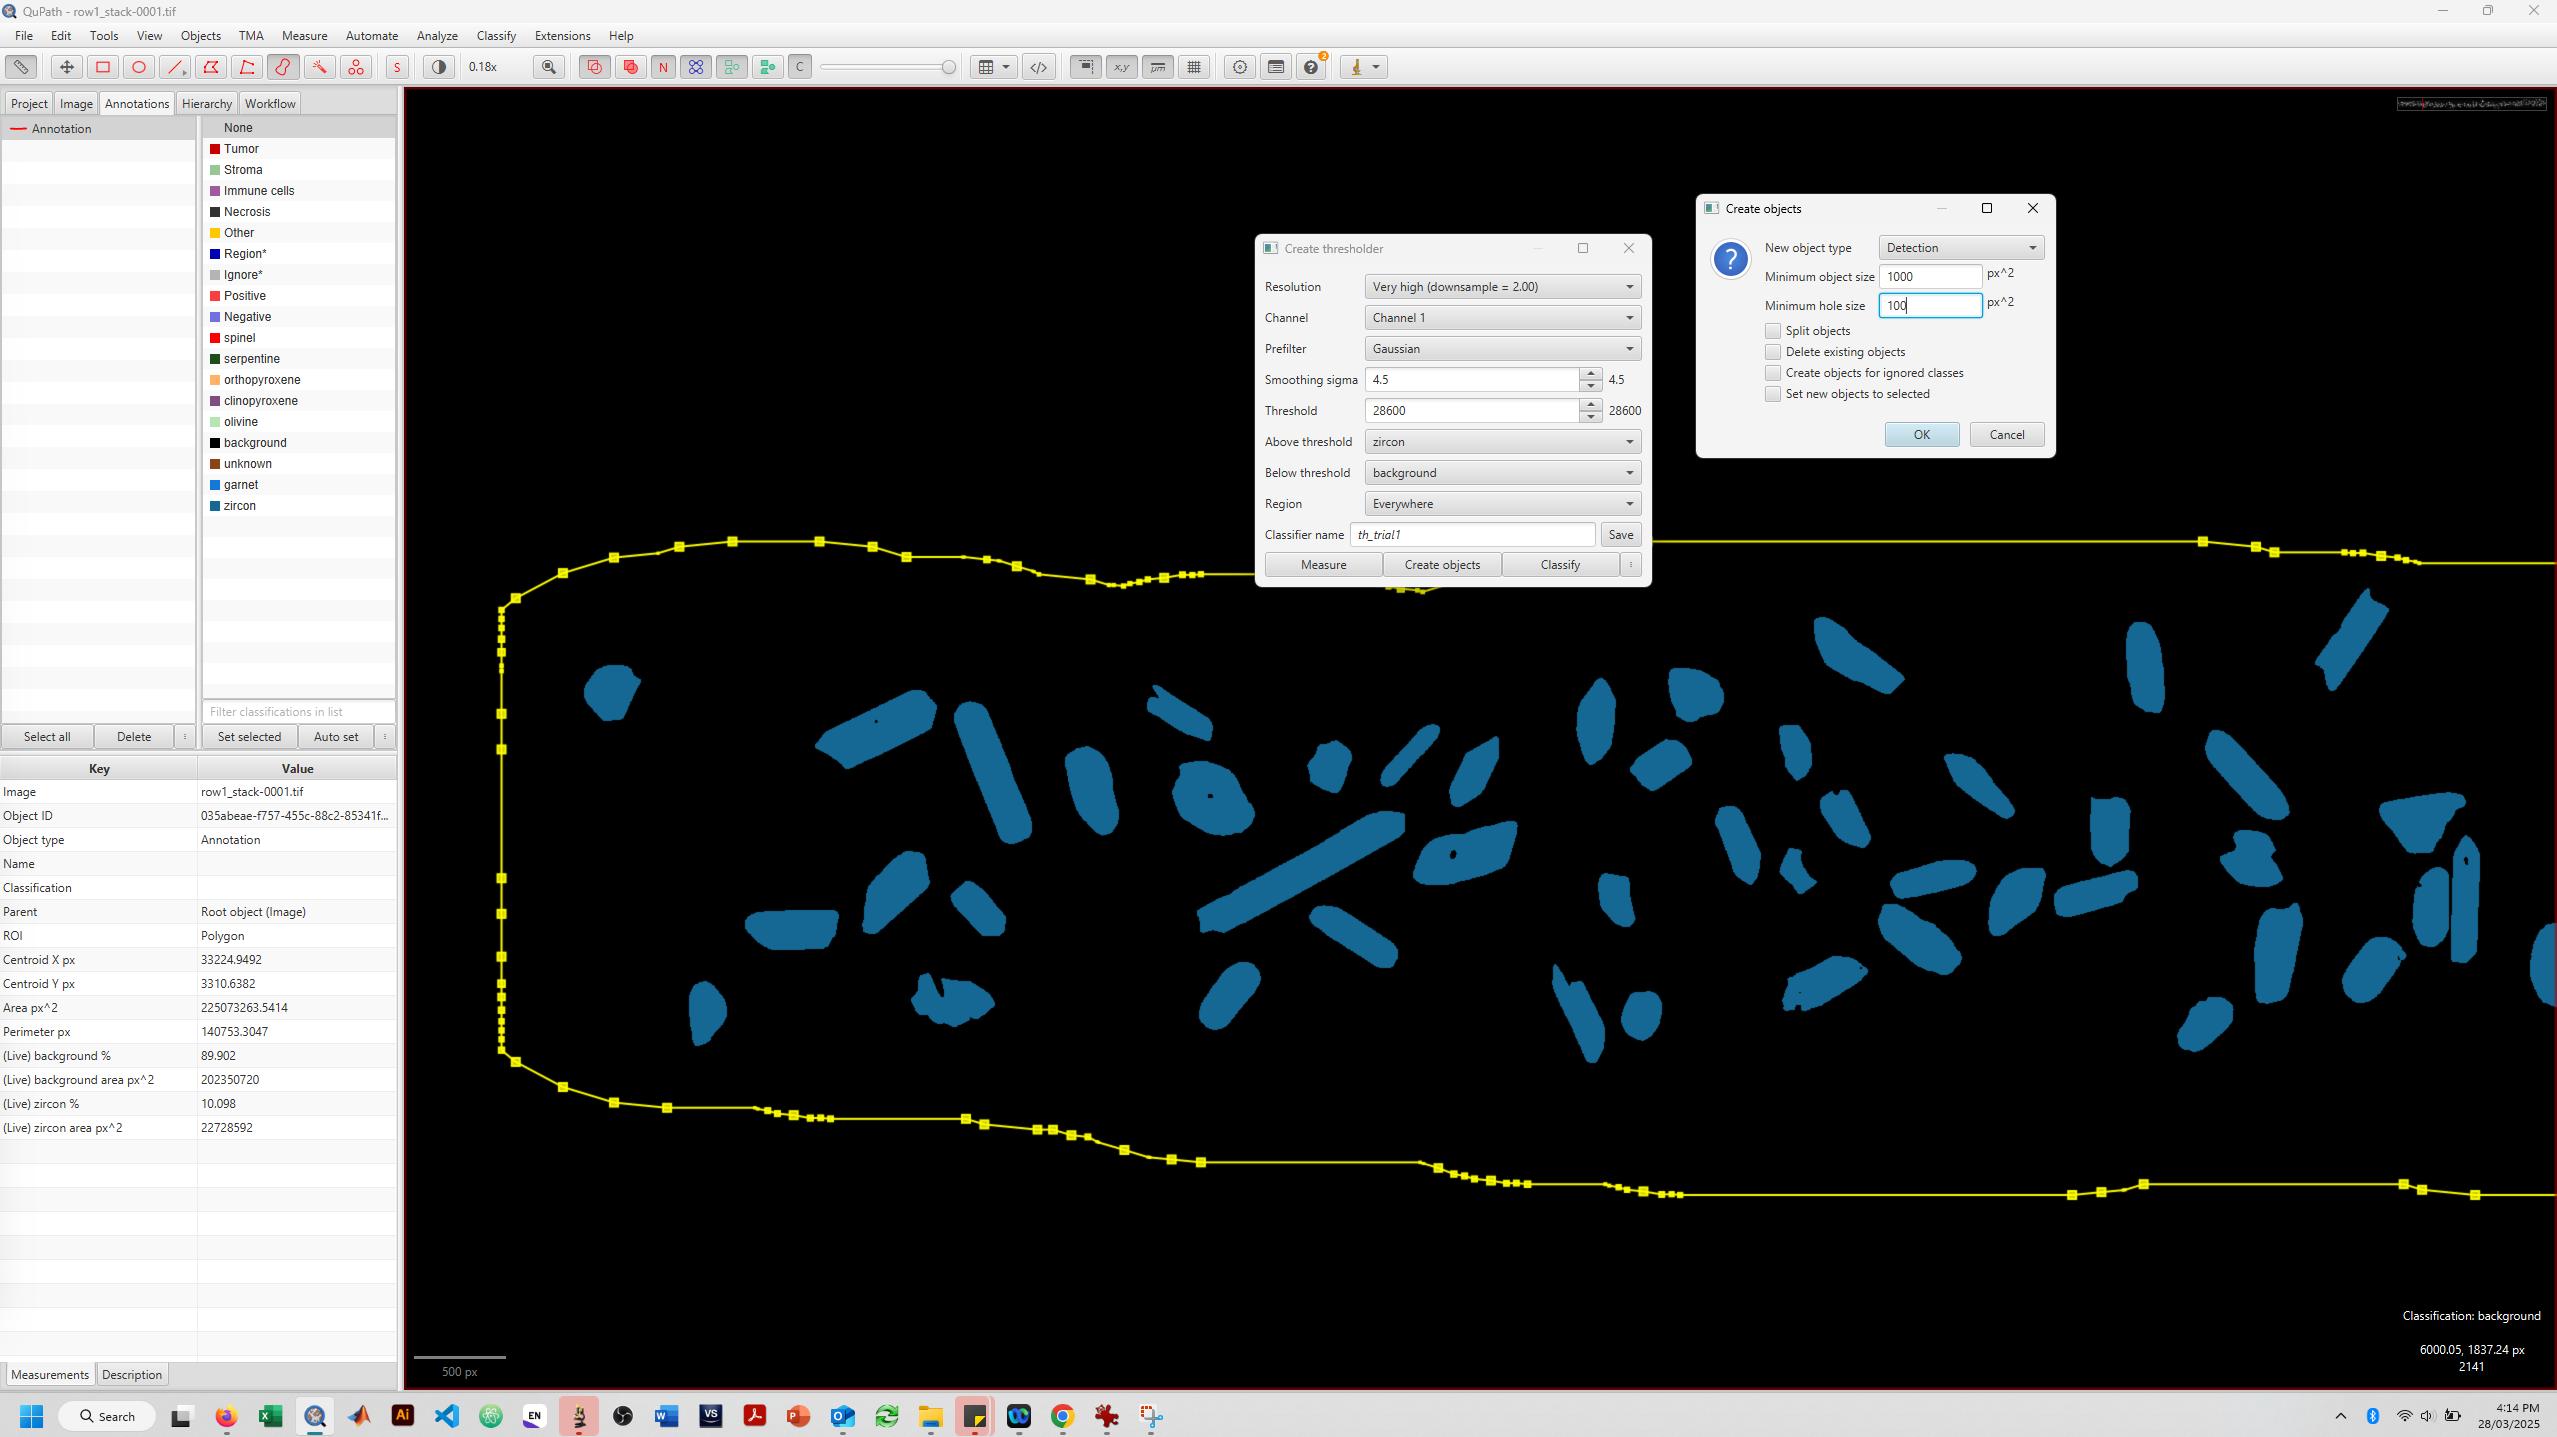 QuPath - row1_stack-0001.tif
File Edit Tools View Objects TMA Measure Automate Analyze Classify Extensions Help
S 0.18x N C x,y µm 2
Project Image Annotations Hierarchy Workflow
Annotation
None
Tumor
Stroma
Immune cells
Necrosis
Other
Region*
Ignore*
Positive
Negative
spinel
serpentine
orthopyroxene
clinopyroxene
olivine
background
unknown
garnet
zircon
Filter classifications in list
Select all Delete Set selected Auto set
Key Value
Image row1_stack-0001.tif
Object ID 035abeae-f757-455c-88c2-85341f...
Object type Annotation
Name
Classification
Parent Root object (Image)
ROI Polygon
Centroid X px 33224.9492
Centroid Y px 3310.6382
Area px^2 225073263.5414
Perimeter px 140753.3047
(Live) background % 89.902
(Live) background area px^2 202350720
(Live) zircon % 10.098
(Live) zircon area px^2 22728592
Measurements Description
Create thresholder
Resolution Very high (downsample = 2.00)
Channel Channel 1
Prefilter Gaussian
Smoothing sigma 4.5 4.5
Threshold 28600 28600
Above threshold zircon
Below threshold background
Region Everywhere
Classifier name th_trial1 Save
Measure Create objects Classify
Create objects
New object type Detection
Minimum object size 1000 px^2
Minimum hole size 100 px^2
Split objects
Delete existing objects
Create objects for ignored classes
Set new objects to selected
OK Cancel
500 px
Classification: background
6000.05, 1837.24 px
2141
Search
Ai
EN
VS
4:14 PM
28/03/2025